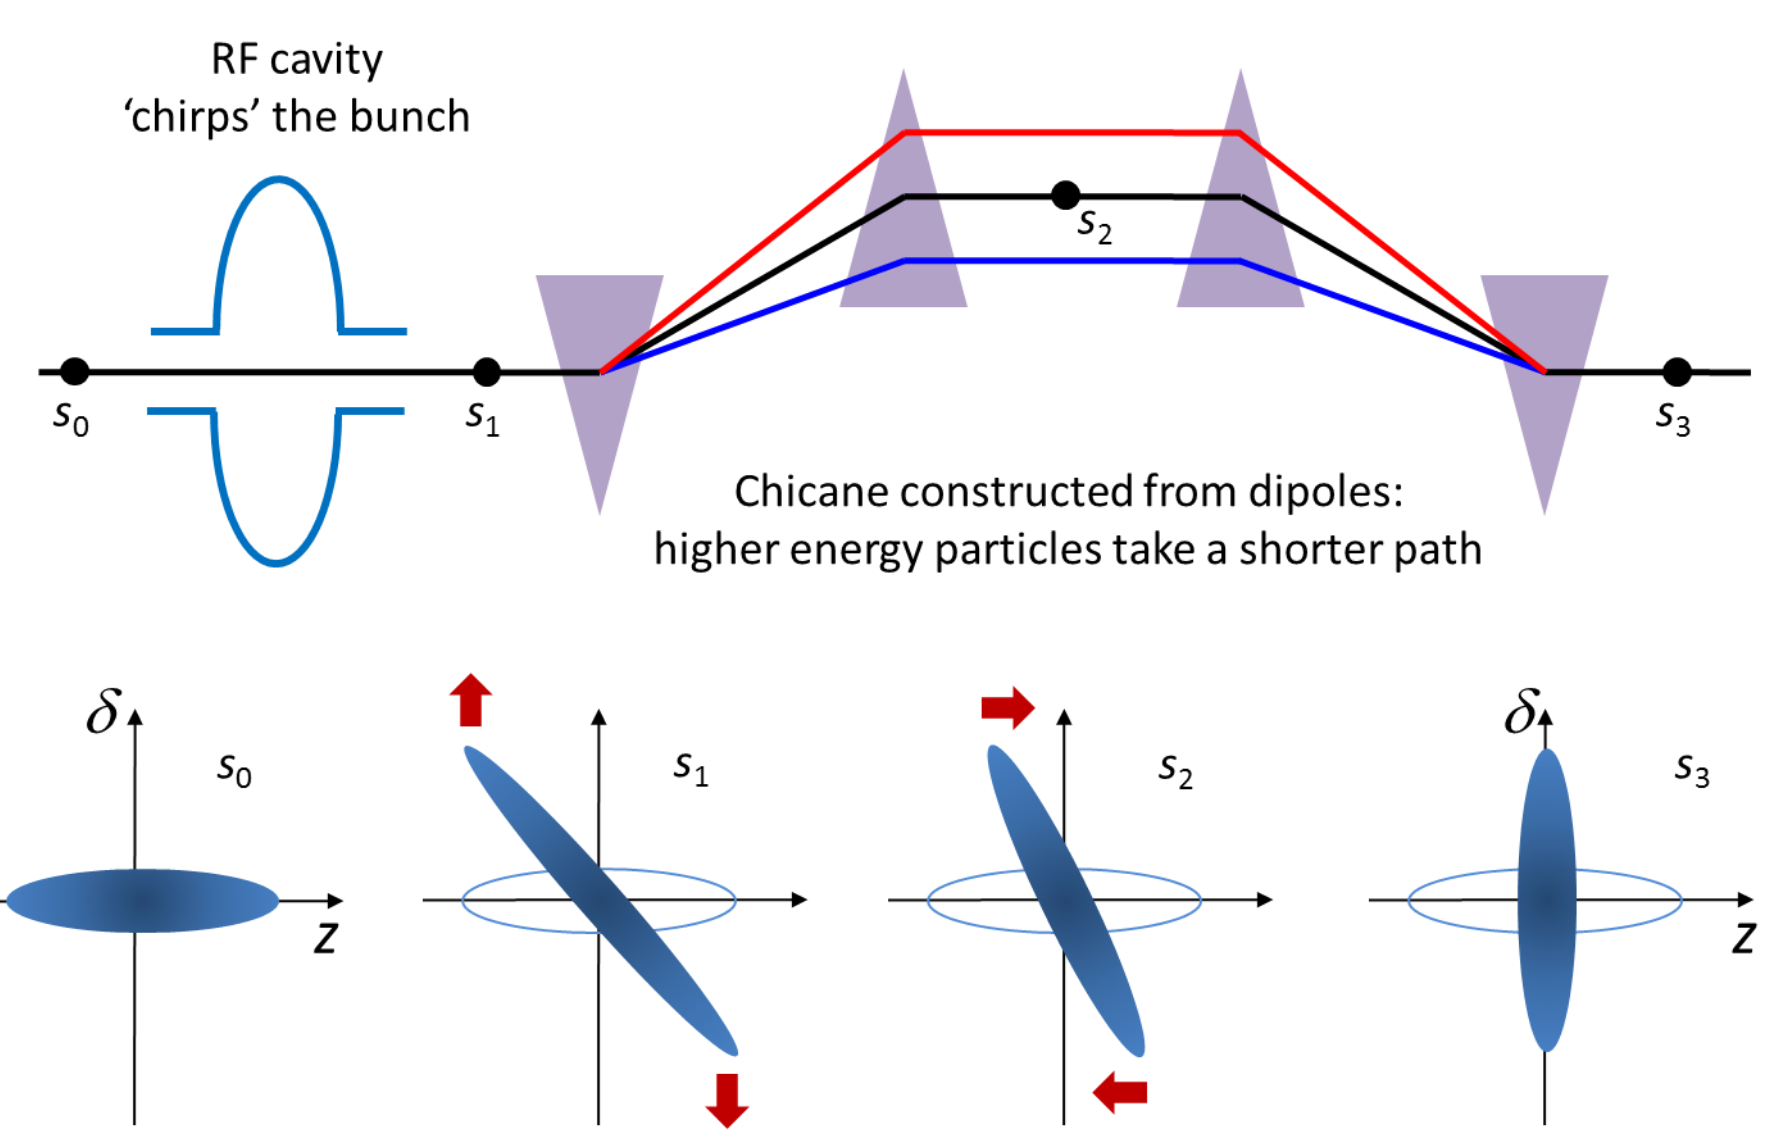 RF cavity
‘chirps’ the bunch
s2
s0
s1
s3
Chicane constructed from dipoles:
higher energy particles take a shorter path
δ
s0
z
s1
s2
δ
s3
z